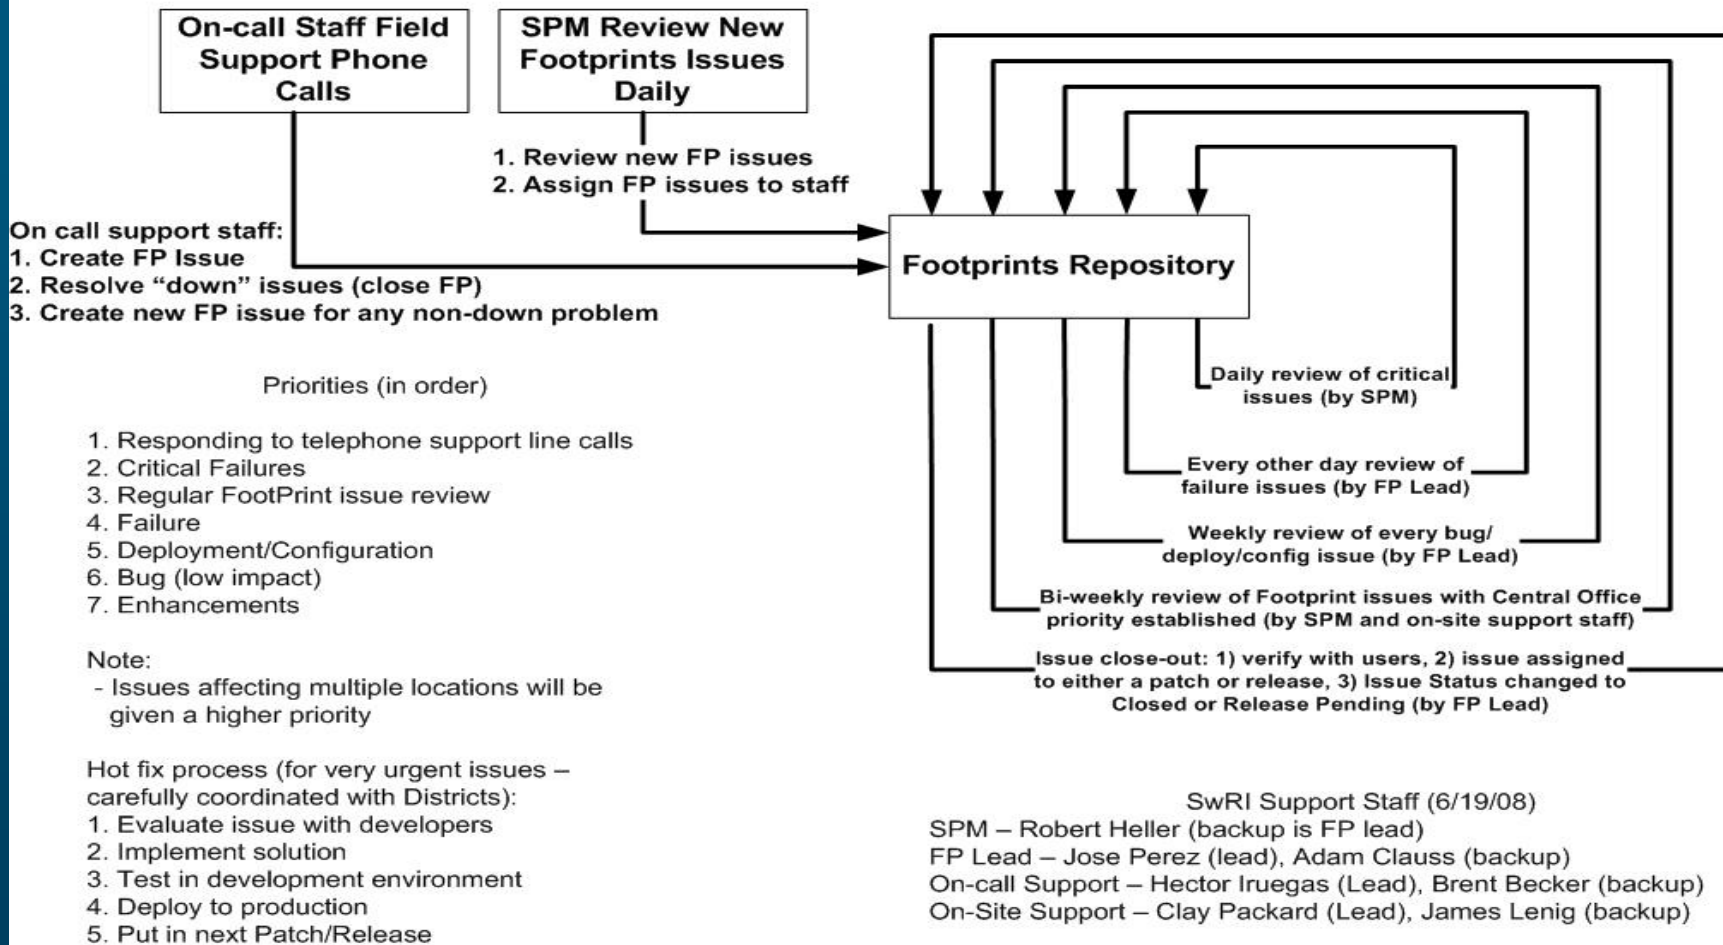 On-call Staff Field
Support Phone
Calls
SPM Review New
Footprints Issues
Daily
1. Review new FP issues
2. Assign FP issues to staff
On call support staff:
1. Create FP Issue
2. Resolve “down” issues (close FP)
3. Create new FP issue for any non-down problem
Footprints Repository
Daily review of critical
issues (by SPM)
Every other day review of
failure issues (by FP Lead)
Weekly review of every bug/
deploy/config issue (by FP Lead)
Bi-weekly review of Footprint issues with Central Office
priority established (by SPM and on-site support staff)
Issue close-out: 1) verify with users, 2) issue assigned
to either a patch or release, 3) Issue Status changed to
Closed or Release Pending (by FP Lead)
Priorities (in order)
1. Responding to telephone support line calls
2. Critical Failures
3. Regular FootPrint issue review
4. Failure
5. Deployment/Configuration
6. Bug (low impact)
7. Enhancements
Note:
- Issues affecting multiple locations will be
given a higher priority
Hot fix process (for very urgent issues –
carefully coordinated with Districts):
1. Evaluate issue with developers
2. Implement solution
3. Test in development environment
4. Deploy to production
5. Put in next Patch/Release
SwRI Support Staff (6/19/08)
SPM – Robert Heller (backup is FP lead)
FP Lead – Jose Perez (lead), Adam Clauss (backup)
On-call Support – Hector Iruegas (Lead), Brent Becker (backup)
On-Site Support – Clay Packard (Lead), James Lenig (backup)